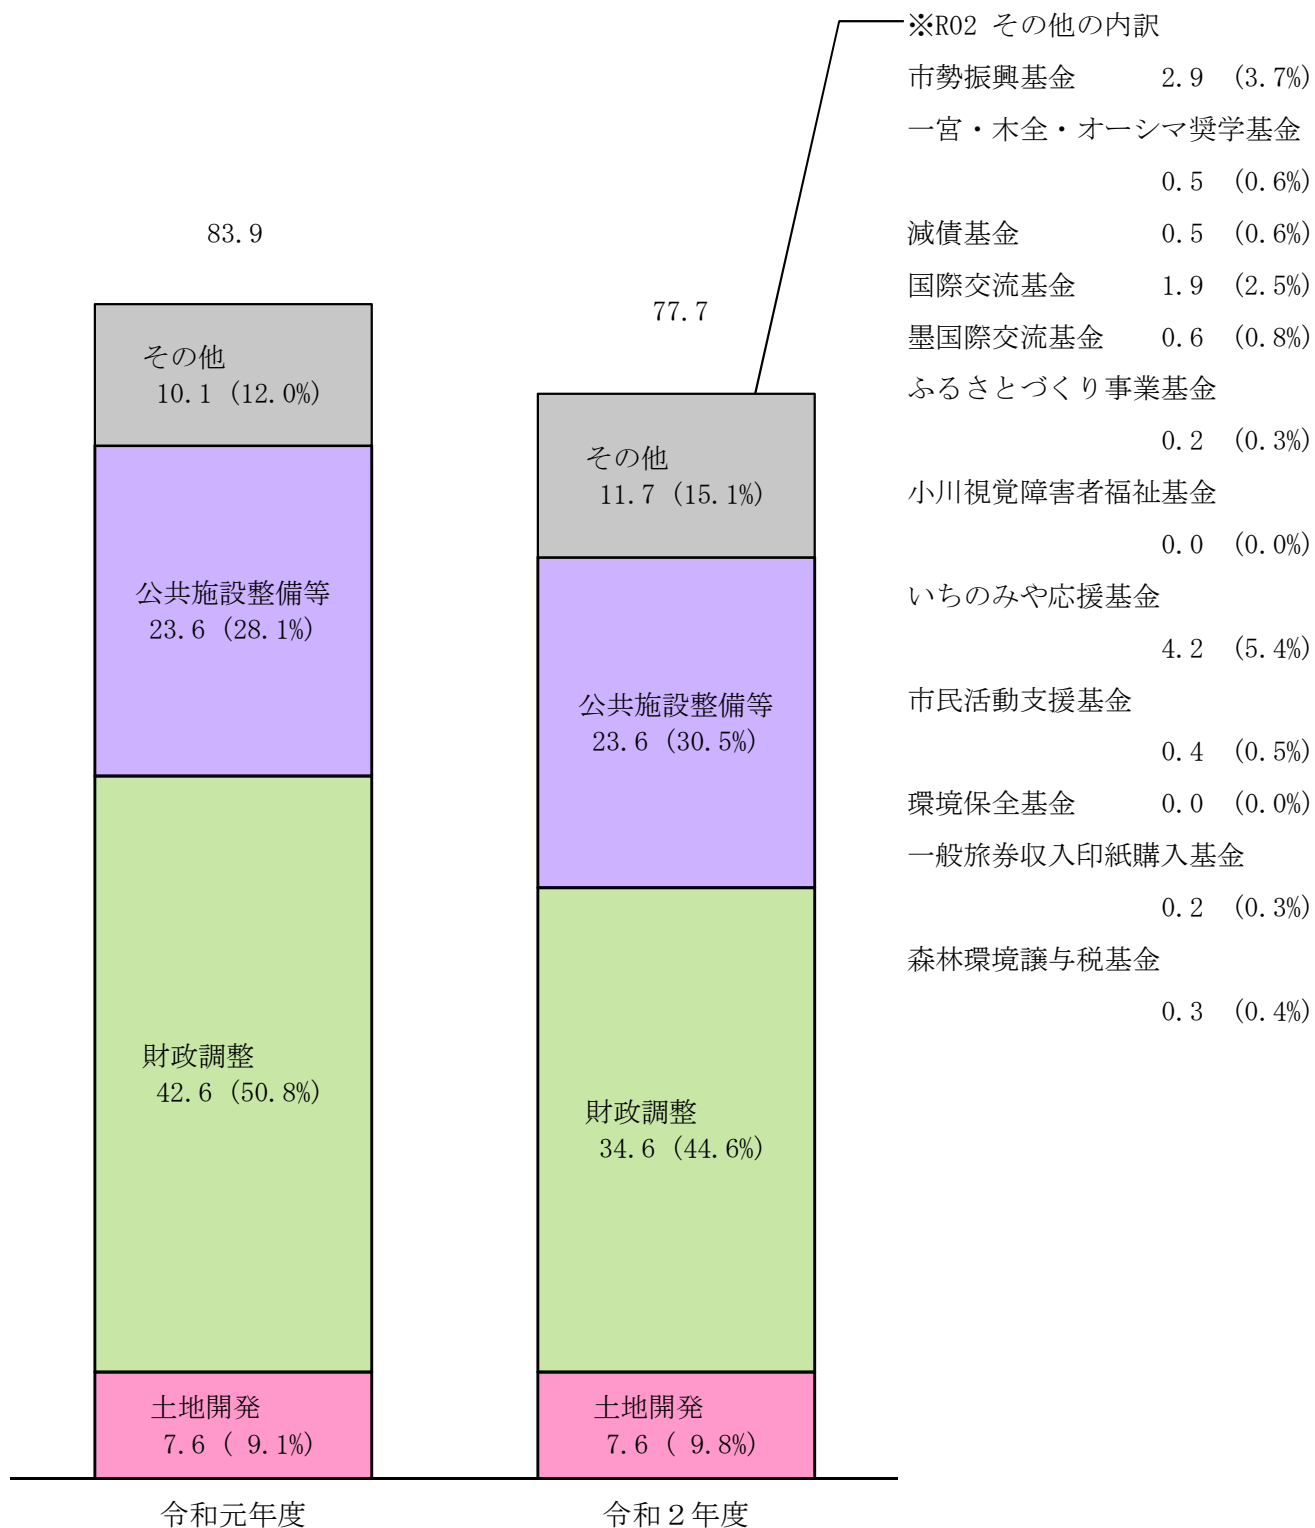 ※R02 その他の内訳
市勢振興基金 2.9 (3.7%)
一宮・木全・オーシマ奨学基金
0.5 (0.6%)
減債基金 0.5 (0.6%)
国際交流基金 1.9 (2.5%)
墨国際交流基金 0.6 (0.8%)
ふるさとづくり事業基金
0.2 (0.3%)
小川視覚障害者福祉基金
0.0 (0.0%)
いちのみや応援基金
4.2 (5.4%)
市民活動支援基金
0.4 (0.5%)
環境保全基金 0.0 (0.0%)
一般旅券収入印紙購入基金
0.2 (0.3%)
森林環境譲与税基金
0.3 (0.4%)
83.9
その他
10.1 (12.0%)
公共施設整備等
23.6 (28.1%)
財政調整
42.6 (50.8%)
土地開発
7.6 ( 9.1%)
令和元年度
77.7
その他
11.7 (15.1%)
公共施設整備等
23.6 (30.5%)
財政調整
34.6 (44.6%)
土地開発
7.6 ( 9.8%)
令和２年度